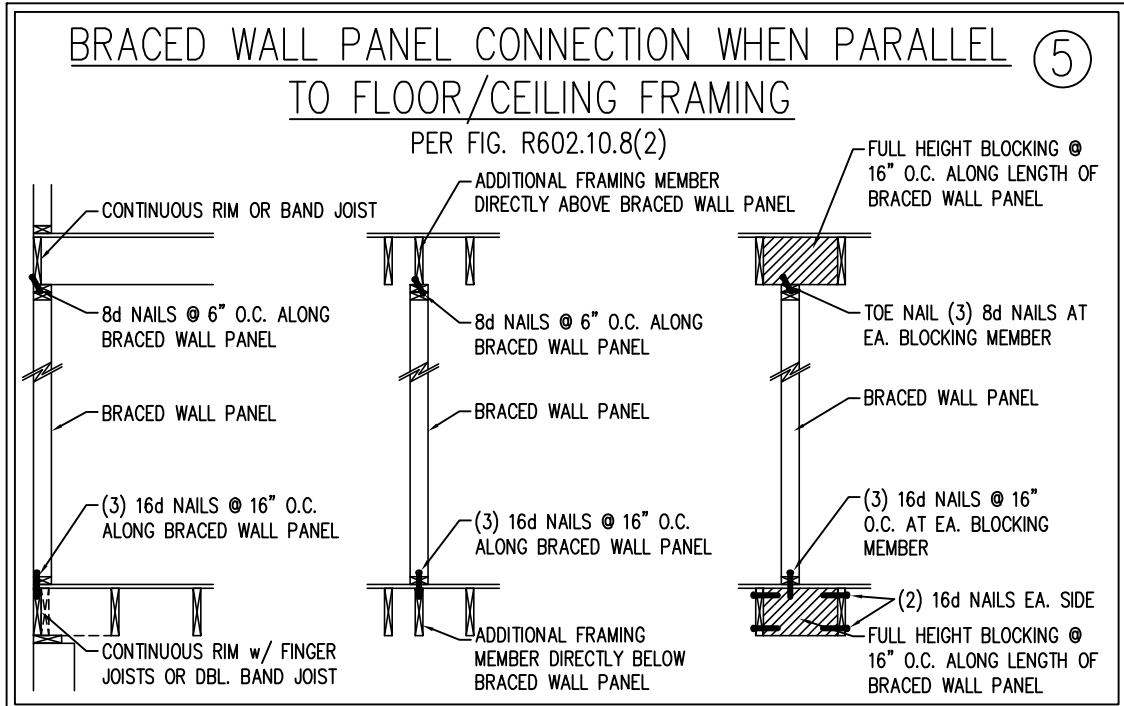 BRACED WALL PANEL CONNECTION WHEN PARALLEL
TO FLOOR/CEILING FRAMING
5
PER FIG. R602.10.8(2)
CONTINUOUS RIM OR BAND JOIST
8d NAILS @ 6" O.C. ALONG
BRACED WALL PANEL
BRACED WALL PANEL
(3) 16d NAILS @ 16" O.C.
ALONG BRACED WALL PANEL
CONTINUOUS RIM w/ FINGER
JOISTS OR DBL. BAND JOIST
ADDITIONAL FRAMING MEMBER
DIRECTLY ABOVE BRACED WALL PANEL
8d NAILS @ 6" O.C. ALONG
BRACED WALL PANEL
BRACED WALL PANEL
(3) 16d NAILS @ 16" O.C.
ALONG BRACED WALL PANEL
ADDITIONAL FRAMING
MEMBER DIRECTLY BELOW
BRACED WALL PANEL
FULL HEIGHT BLOCKING @
16" O.C. ALONG LENGTH OF
BRACED WALL PANEL
TOE NAIL (3) 8d NAILS AT
EA. BLOCKING MEMBER
BRACED WALL PANEL
(3) 16d NAILS @ 16"
O.C. AT EA. BLOCKING
MEMBER
(2) 16d NAILS EA. SIDE
FULL HEIGHT BLOCKING @
16" O.C. ALONG LENGTH OF
BRACED WALL PANEL